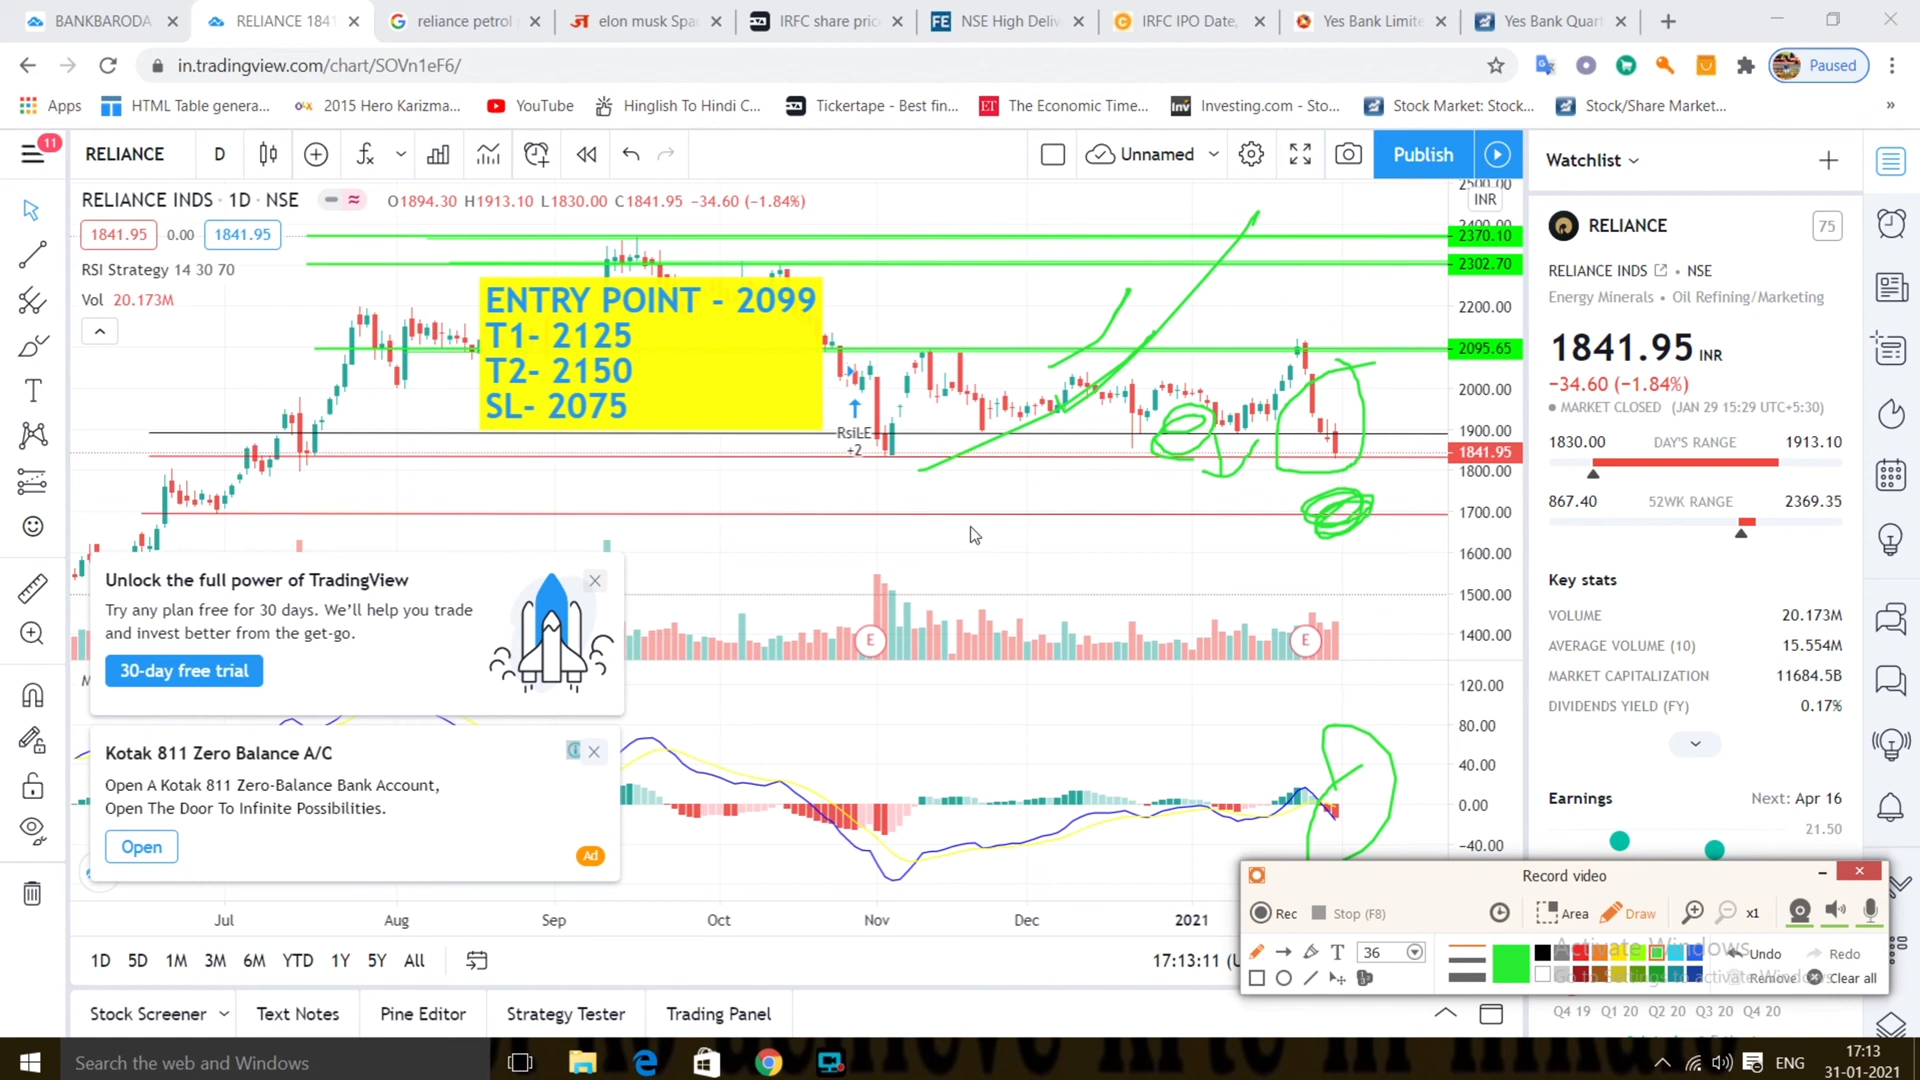 BANKBARODA
RELIANCE 1841
reliance petrol
elon musk Spa
IRFC share pric
NSE High Deliv
IRFC IPO Date,
Yes Bank Limite
Yes Bank Quart
in.tradingview.com/chart/SOVn1eF6/
Paused
Apps
HTML Table genera...
2015 Hero Karizma...
YouTube
Hinglish To Hindi C...
Tickertape - Best fin...
The Economic Time...
Investing.com - Sto...
Stock Market: Stock...
Stock/Share Market...
11
RELIANCE
D
Unnamed
Publish
Watchlist
RELIANCE INDS · 1D · NSE
O1894.30 H1913.10 L1830.00 C1841.95 −34.60 (−1.84%)
1841.95 0.00 1841.95
RSI Strategy 14 30 70
Vol 20.173M
ENTRY POINT - 2099
T1- 2125
T2- 2150
SL- 2075
RsiLE
+2
E
E
2500.00
INR
2400.00
2370.10
2302.70
2200.00
2095.65
2000.00
1900.00
1841.95
1800.00
1700.00
1600.00
1500.00
1400.00
120.00
80.00
40.00
0.00
−40.00
Unlock the full power of TradingView
Try any plan free for 30 days. We'll help you trade
and invest better from the get-go.
30-day free trial
Kotak 811 Zero Balance A/C
Open A Kotak 811 Zero-Balance Bank Account,
Open The Door To Infinite Possibilities.
Open
Ad
Jul Aug Sep Oct Nov Dec 2021
1D 5D 1M 3M 6M YTD 1Y 5Y All
17:13:11 (U
Stock Screener
Text Notes
Pine Editor
Strategy Tester
Trading Panel
RELIANCE
75
RELIANCE INDS • NSE
Energy Minerals • Oil Refining/Marketing
1841.95 INR
−34.60 (−1.84%)
MARKET CLOSED (JAN 29 15:29 UTC+5:30)
1830.00 DAY'S RANGE 1913.10
867.40 52WK RANGE 2369.35
Key stats
VOLUME 20.173M
AVERAGE VOLUME (10) 15.554M
MARKET CAPITALIZATION 11684.5B
DIVIDENDS YIELD (FY) 0.17%
Earnings Next: Apr 16
21.50
Record video
Rec
Stop (F8)
Area
Draw
x1
36
Activate Windows
Go to Settings to activate Windows.
Undo
Redo
Remove
Clear all
Q4 19 Q1 20 Q2 20 Q3 20 Q4 20
Search the web and Windows
ENG
17:13
31-01-2021